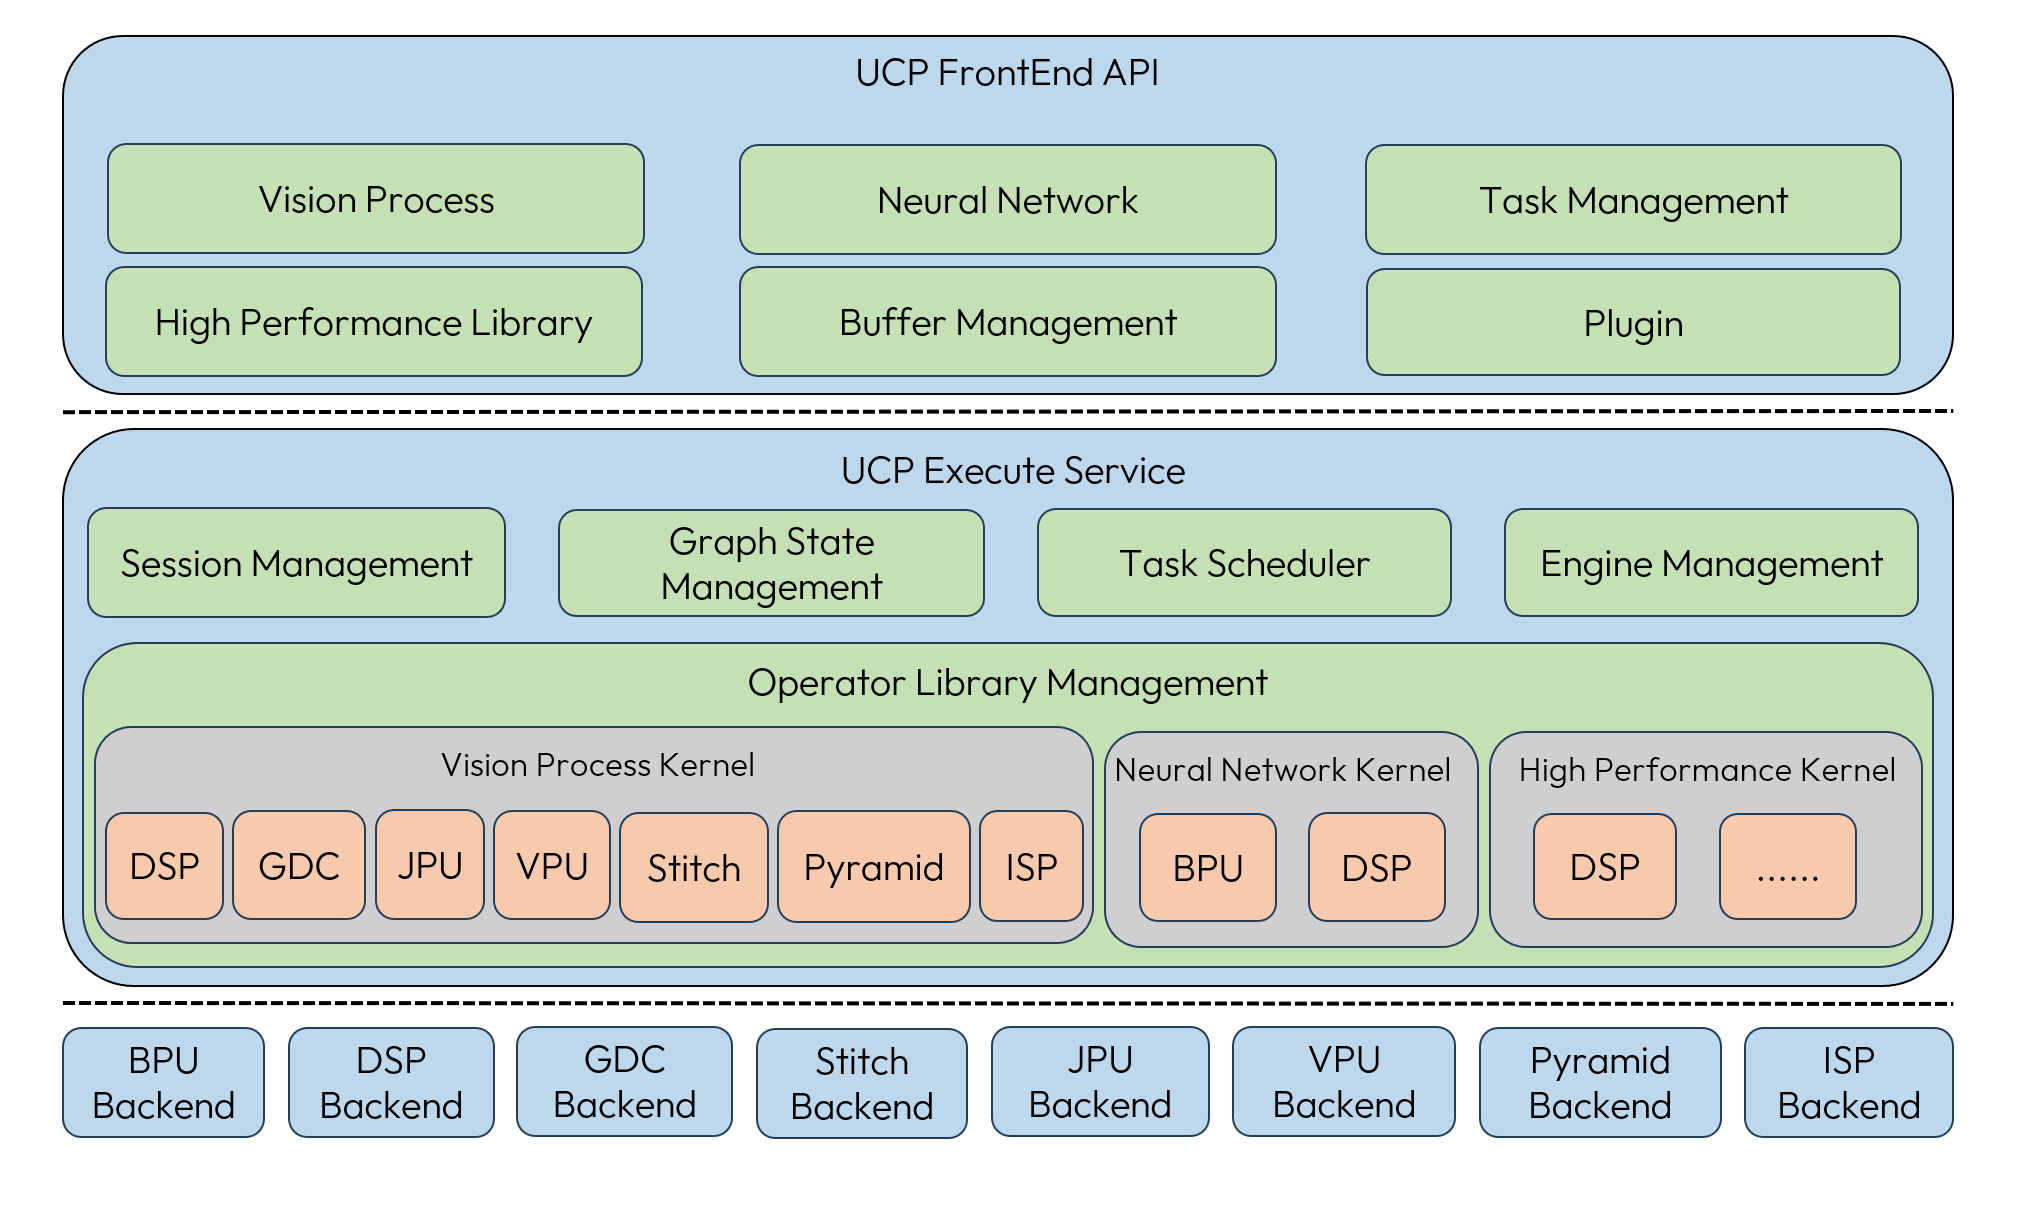 UCP FrontEnd API
Vision Process
Neural Network
Task Management
High Performance Library
Buffer Management
Plugin
UCP Execute Service
Session Management
Graph State
Management
Task Scheduler
Engine Management
Operator Library Management
Vision Process Kernel
DSP
GDC
JPU
VPU
Stitch
Pyramid
ISP
Neural Network Kernel
BPU
DSP
High Performance Kernel
DSP
......
BPU
Backend
DSP
Backend
GDC
Backend
Stitch
Backend
JPU
Backend
VPU
Backend
Pyramid
Backend
ISP
Backend